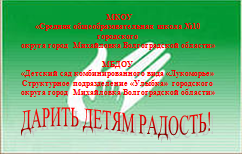 МКОУ
«Средняя общеобразовательная школа №10
городского
округа город Михайловка Волгоградской области»
МБДОУ
«Детский сад комбинированного вида «Лукоморье»
Структурное подразделение «Улыбка» городского
округа город Михайловка Волгоградской области»
ДАРИТЬ ДЕТЯМ РАДОСТЬ!